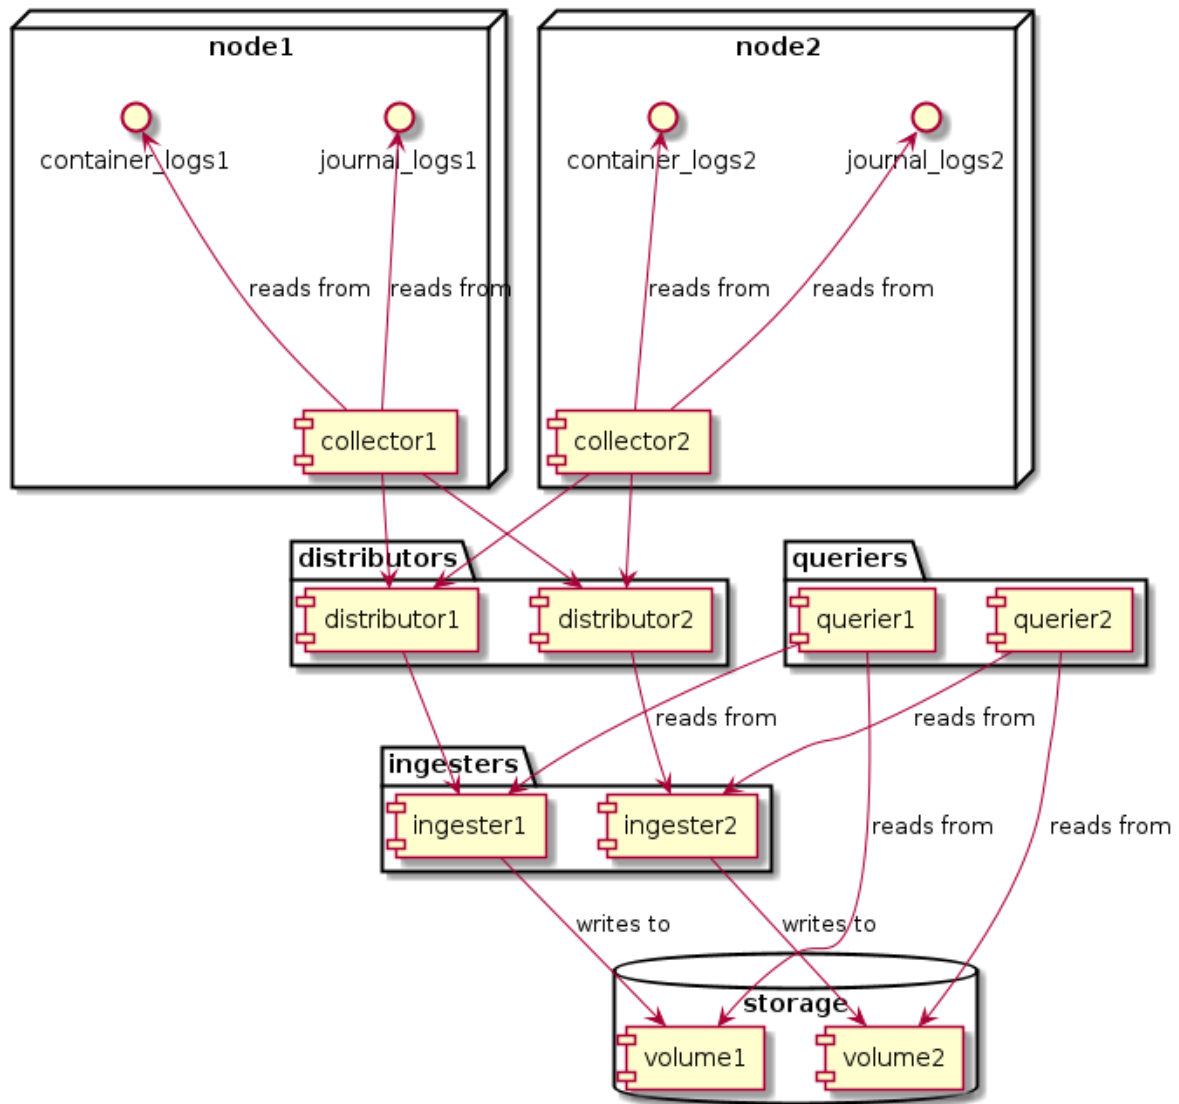 node1
node2
container_logs1
journal_logs1
container_logs2
journal_logs2
reads from
reads from
reads from
reads from
collector1
collector2
distributors
queriers
distributor1
distributor2
querier1
querier2
reads from
reads from
ingesters
ingester1
ingester2
reads from
reads from
writes to
writes to
storage
volume1
volume2